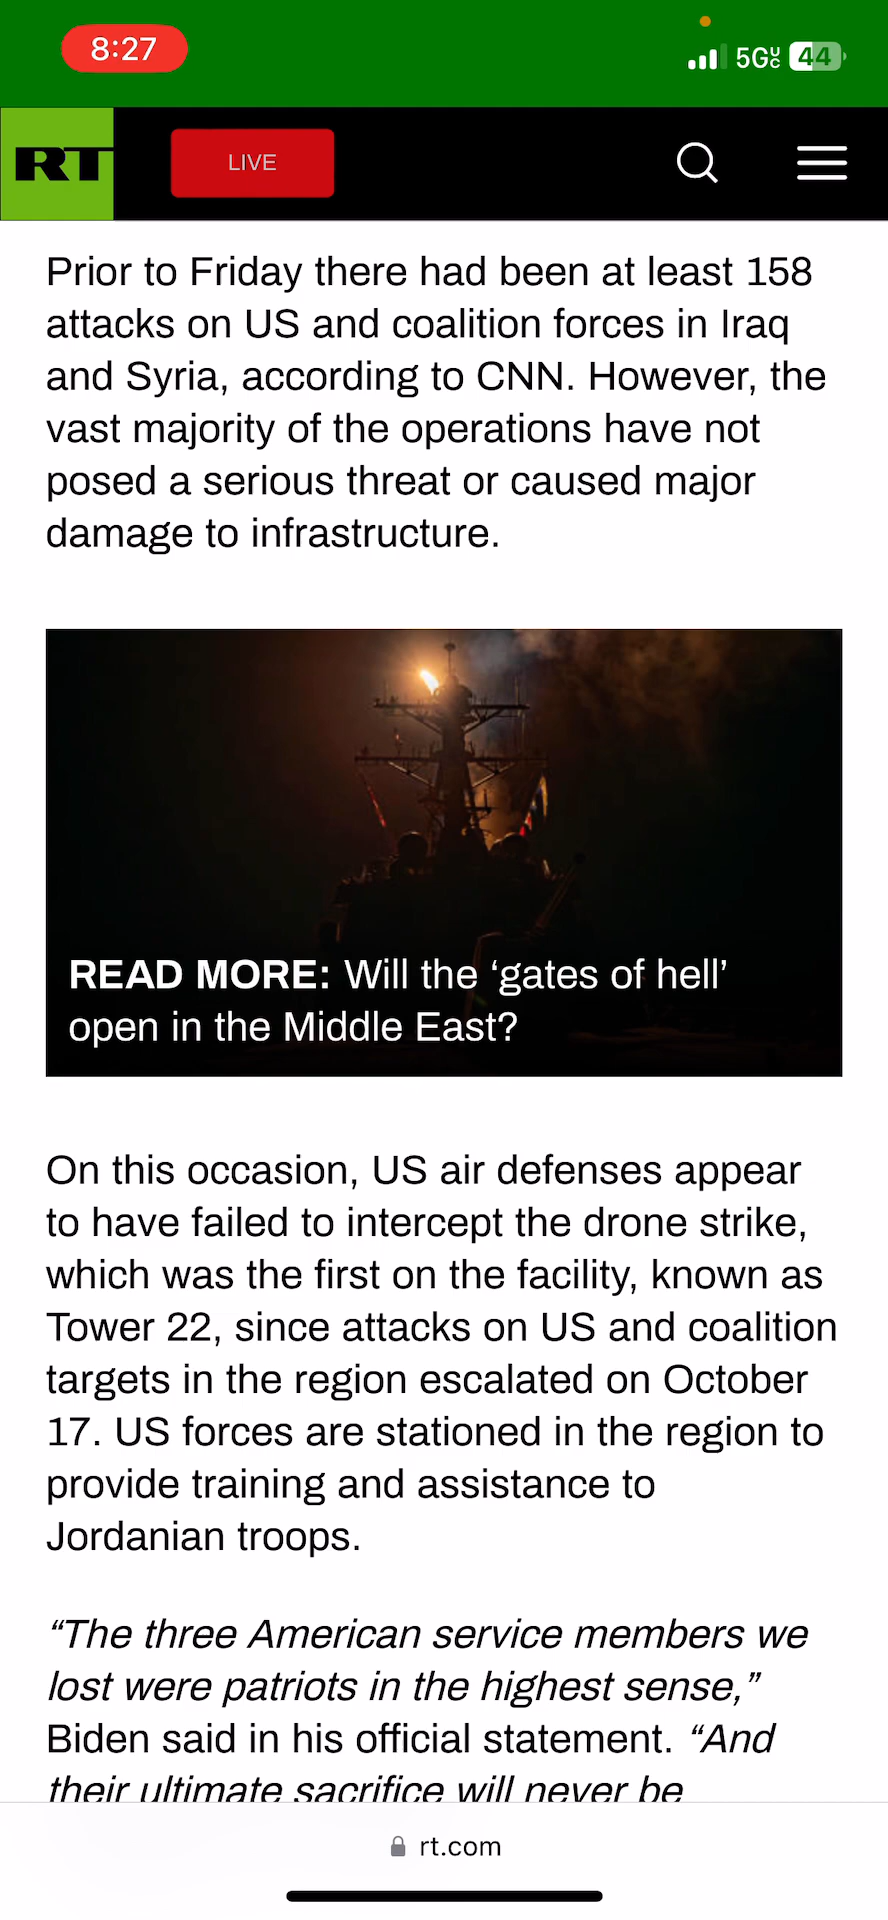 8:27
5GUC 44
RT
LIVE
Prior to Friday there had been at least 158
attacks on US and coalition forces in Iraq
and Syria, according to CNN. However, the
vast majority of the operations have not
posed a serious threat or caused major
damage to infrastructure.
READ MORE: Will the ‘gates of hell’
open in the Middle East?
On this occasion, US air defenses appear
to have failed to intercept the drone strike,
which was the first on the facility, known as
Tower 22, since attacks on US and coalition
targets in the region escalated on October
17. US forces are stationed in the region to
provide training and assistance to
Jordanian troops.
“The three American service members we
lost were patriots in the highest sense,”
Biden said in his official statement. “And
their ultimate sacrifice will never be
rt.com